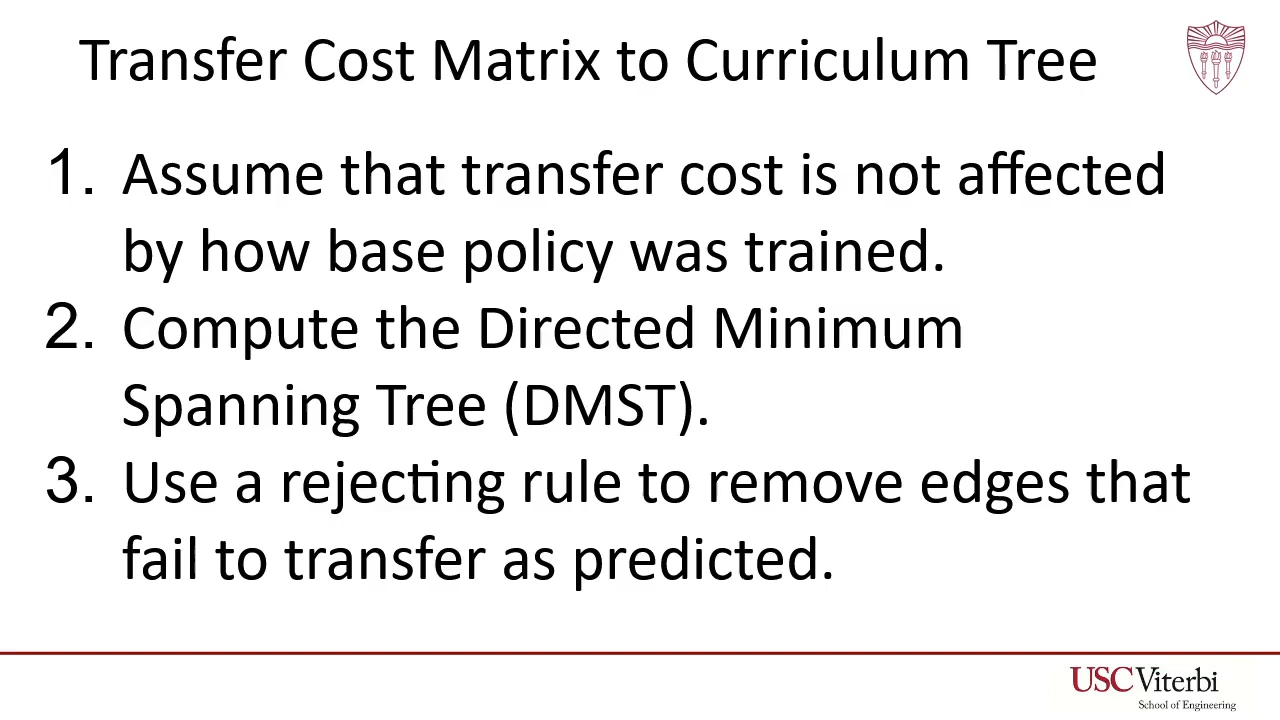 Transfer Cost Matrix to Curriculum Tree
1. Assume that transfer cost is not affected
by how base policy was trained.
2. Compute the Directed Minimum
Spanning Tree (DMST).
3. Use a rejecting rule to remove edges that
fail to transfer as predicted.
USC Viterbi
School of Engineering